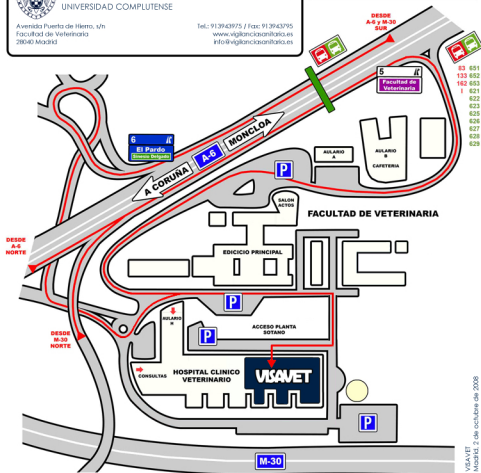 UNIVERSIDAD COMPLUTENSE
Avenida Puerta de Hierro, s/n
Facultad de Veterinaria
28040 Madrid
Tel.: 913943975 / Fax: 913943795
www.vigilanciasanitaria.es
info@vigilanciasanitaria.es
DESDE
A-6 y M-30
SUR
5
Facultad de
Veterinaria
83 651
133 652
162 653
I 621
622
623
625
626
627
628
629
6
El Pardo
Sinesio Delgado
A CORUÑA
A-6
MONCLOA
P
AULARIO
A
AULARIO
B
CAFETERIA
SALON
ACTOS
FACULTAD DE VETERINARIA
EDICICIO PRINCIPAL
DESDE
A-6
NORTE
DESDE
M-30
NORTE
P
AULARIO
H
P
ACCESO PLANTA
SOTANO
CONSULTAS
HOSPITAL CLINICO
VETERINARIO
VISAVET
P
M-30
VISAVET
Madrid, 2 de octubre de 2008